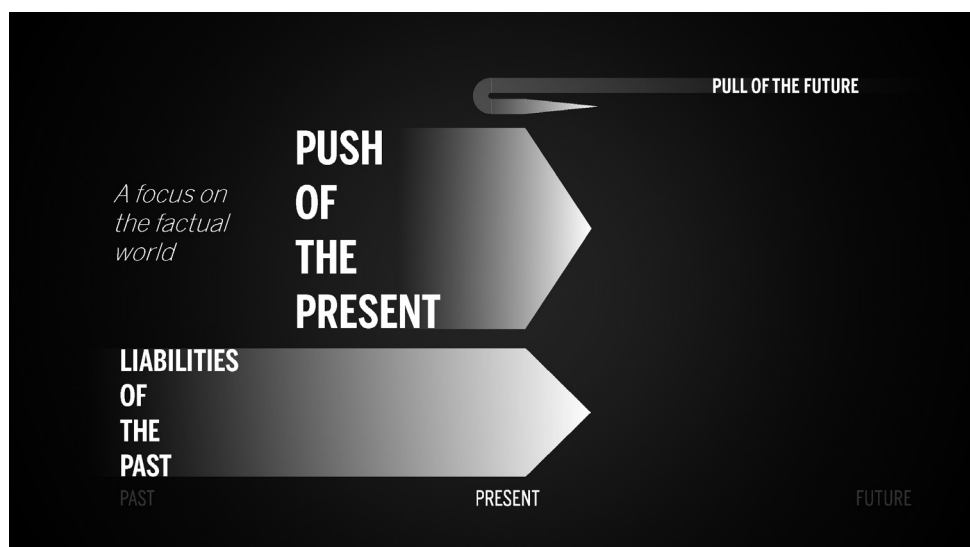 PULL OF THE FUTURE
PUSH
OF
THE
PRESENT
A focus on
the factual
world
LIABILITIES
OF
THE
PAST
PAST
PRESENT
FUTURE